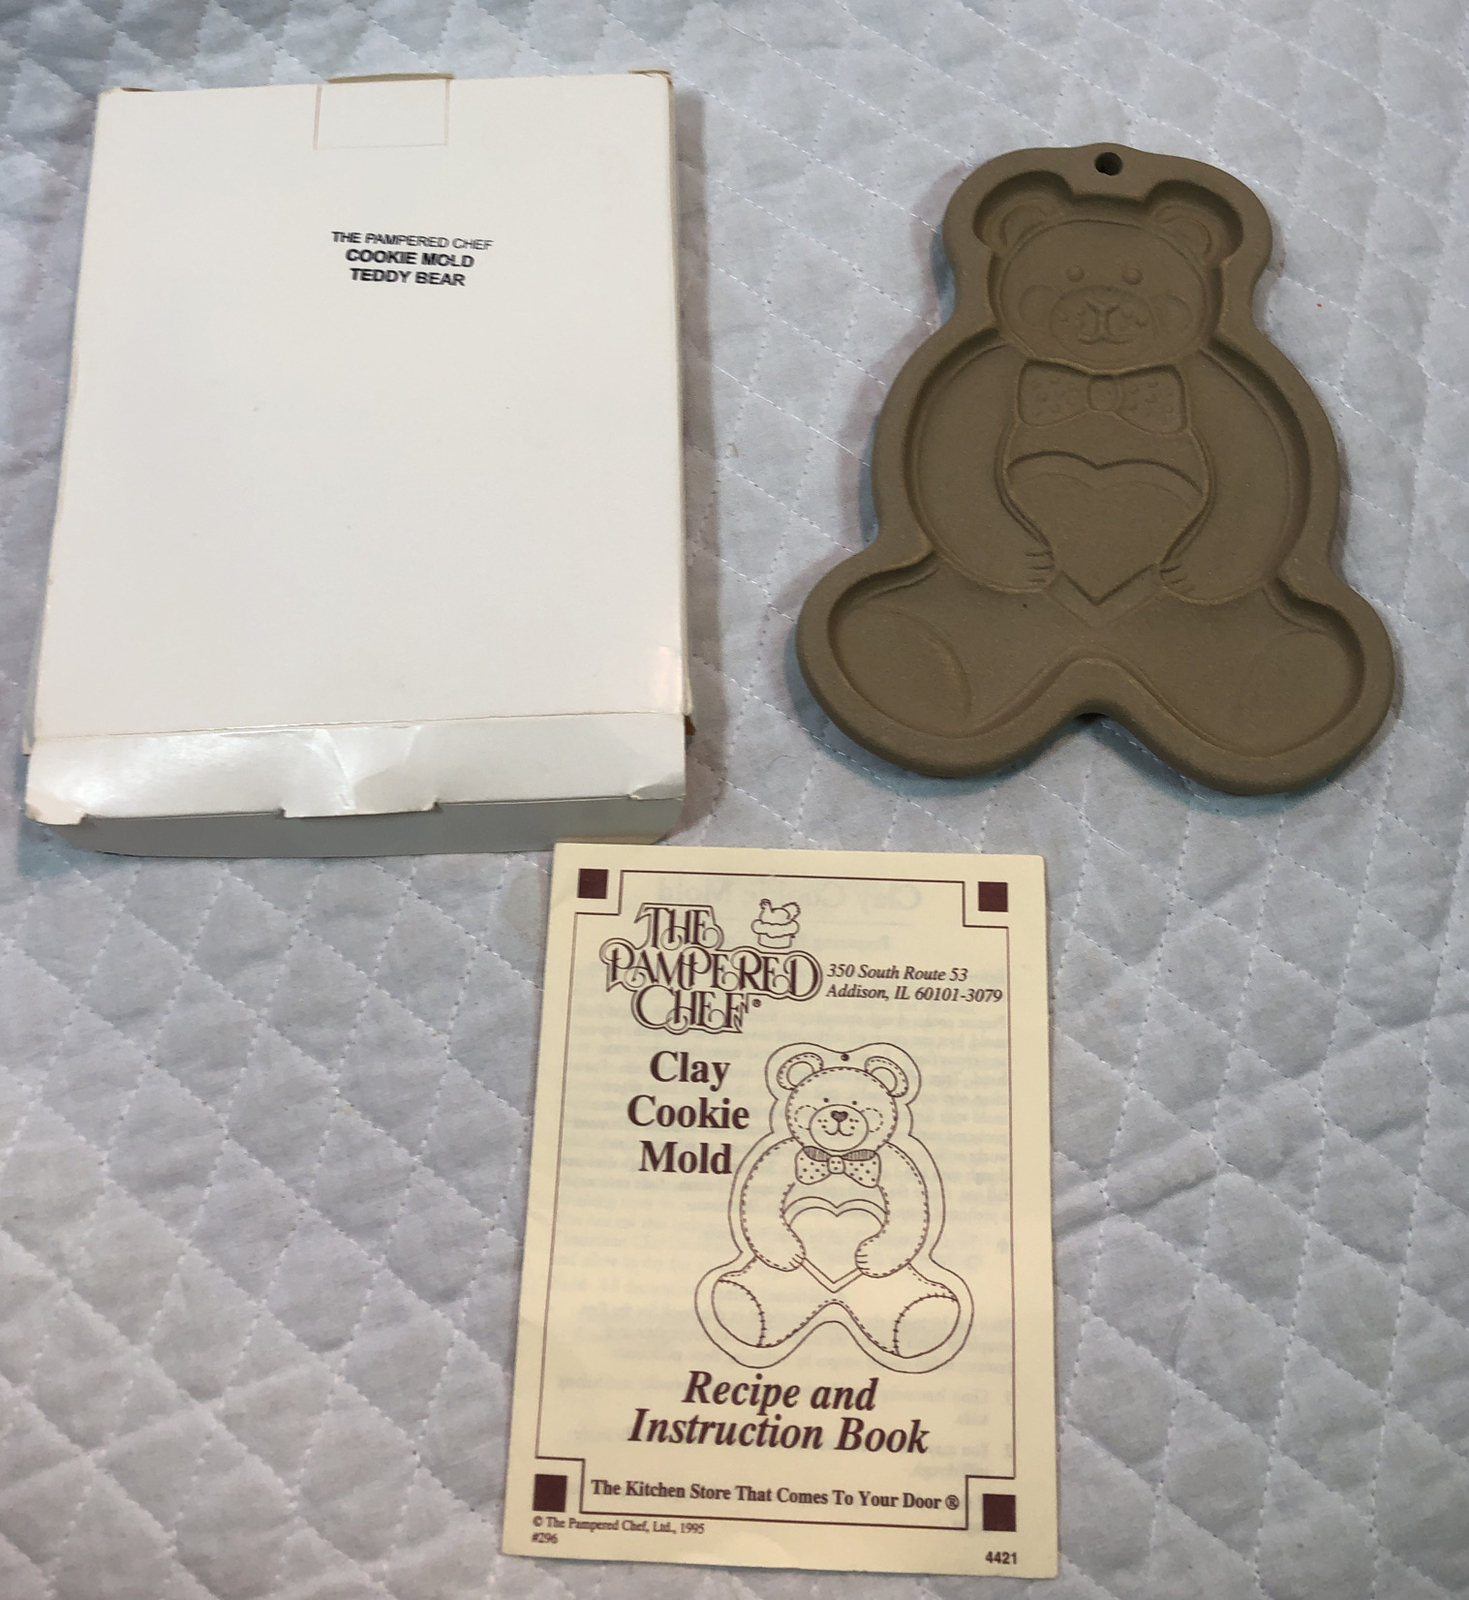 THE PAMPERED CHEF
COOKIE MOLD
TEDDY BEAR
THE
PAMPERED
CHEF®
350 South Route 53
Addison, IL 60101-3079
Clay
Cookie
Mold
Recipe and
Instruction Book
The Kitchen Store That Comes To Your Door ®
© The Pampered Chef, Ltd., 1995
#296
4421